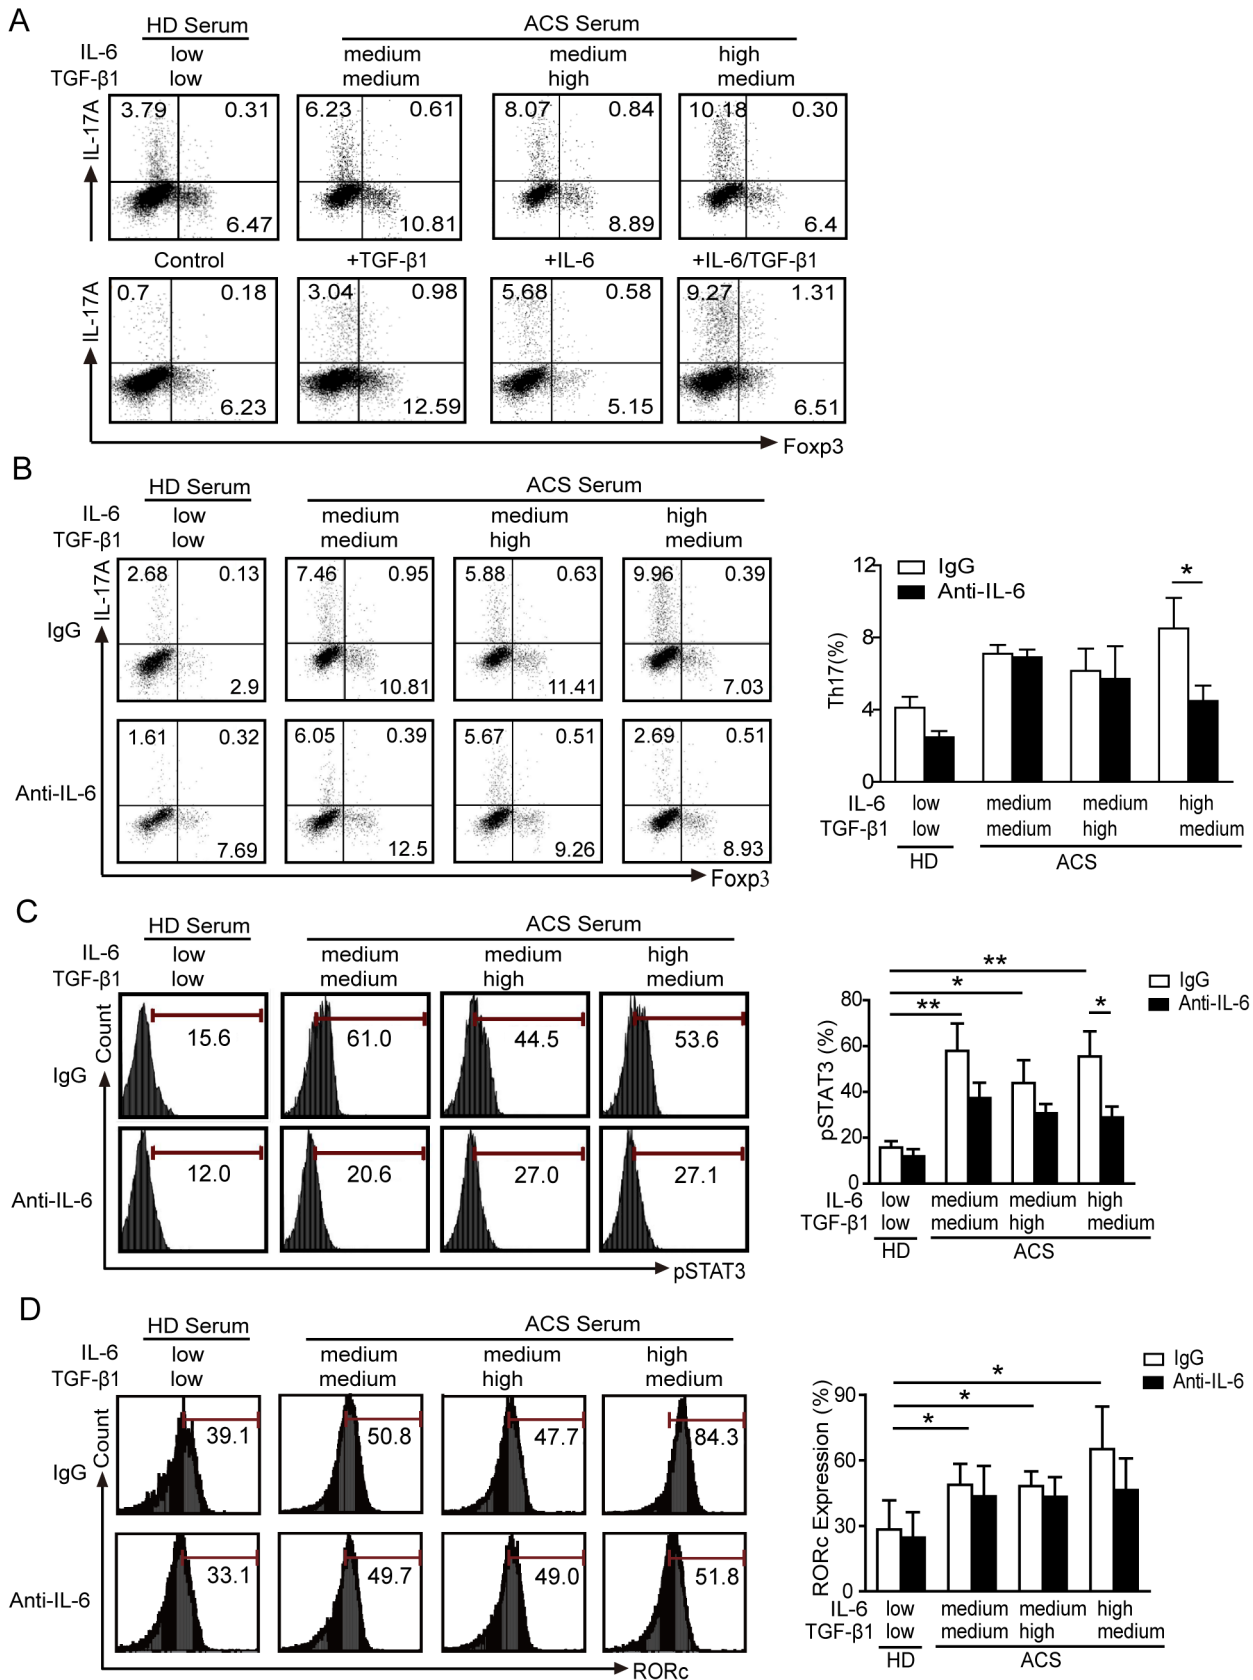 A
HD Serum ACS Serum
IL-6 low medium medium high
TGF-β1 low medium high medium
IL-17A
3.79 0.31 6.23 0.61 8.07 0.84 10.18 0.30
6.47 10.81 8.89 6.4
Control +TGF-β1 +IL-6 +IL-6/TGF-β1
IL-17A
0.7 0.18 3.04 0.98 5.68 0.58 9.27 1.31
6.23 12.59 5.15 6.51
Foxp3
B
HD Serum ACS Serum
IL-6 low medium medium high
TGF-β1 low medium high medium
IL-17A
2.68 0.13 7.46 0.95 5.88 0.63 9.96 0.39
IgG
2.9 10.81 11.41 7.03
1.61 0.32 6.05 0.39 5.67 0.51 2.69 0.51
Anti-IL-6
7.69 12.5 9.26 8.93
Foxp3
IgG
Anti-IL-6
*
Th17(%)
12
8
4
0
IL-6 low medium medium high
TGF-β1 low medium high medium
HD ACS
C
HD Serum ACS Serum
IL-6 low medium medium high
TGF-β1 low medium high medium
Count
15.6 61.0 44.5 53.6
IgG
12.0 20.6 27.0 27.1
Anti-IL-6
pSTAT3
IgG
Anti-IL-6
**
*
**
*
pSTAT3 (%)
80
60
40
20
0
IL-6 low medium medium high
TGF-β1 low medium high medium
HD ACS
D
HD Serum ACS Serum
IL-6 low medium medium high
TGF-β1 low medium high medium
Count
39.1 50.8 47.7 84.3
IgG
33.1 49.7 49.0 51.8
Anti-IL-6
RORc
IgG
Anti-IL-6
*
*
*
RORc Expression (%)
90
60
30
0
IL-6 low medium medium high
TGF-β1 low medium high medium
HD ACS